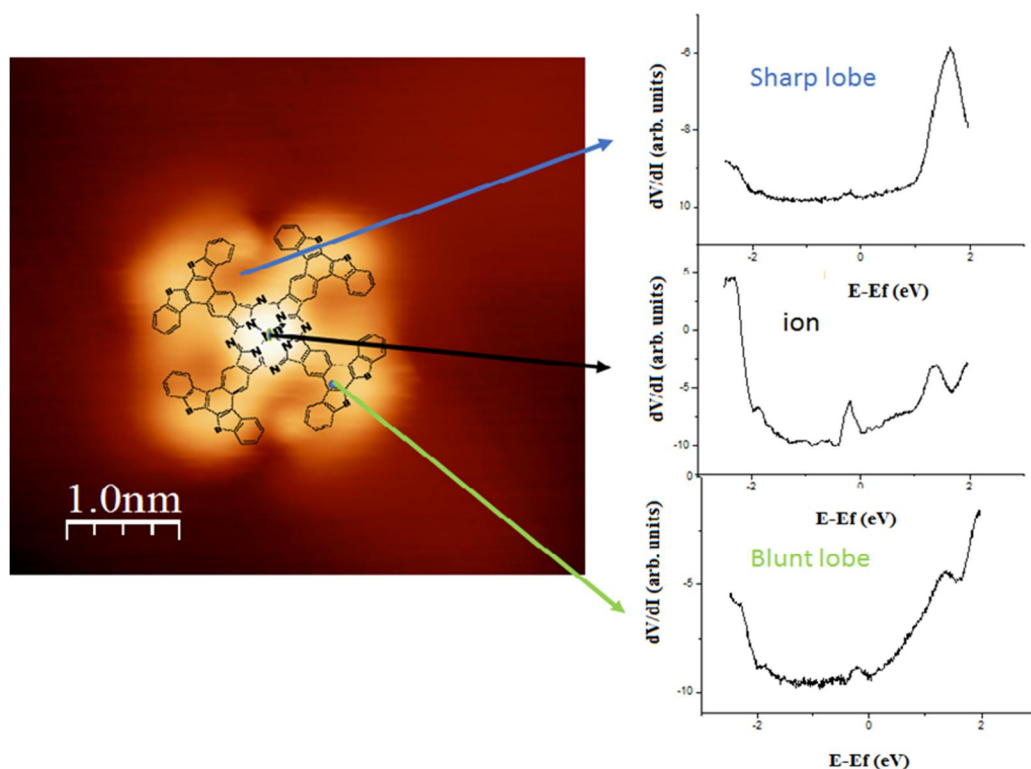 1.0nm
Sharp lobe
dV/dI (arb. units)
-6
-8
10
-2
0
2
E-Ef (eV)
ion
dV/dI (arb. units)
5
0
-5
-10
-2
0
2
E-Ef (eV)
Blunt lobe
dV/dI (arb. units)
0
-5
-10
-2
0
2
E-Ef (eV)
N
N
N
N
N
N
N